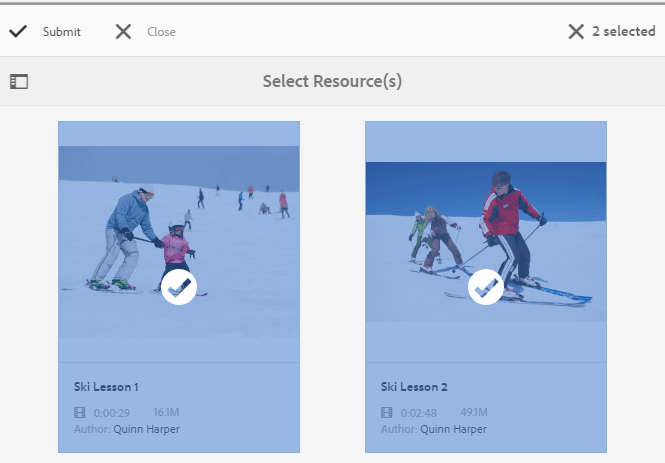 Submit Close 2 selected
Select Resource(s)
Ski Lesson 1
0:00:29 16.1M
Author: Quinn Harper
Ski Lesson 2
0:02:48 49.1M
Author: Quinn Harper